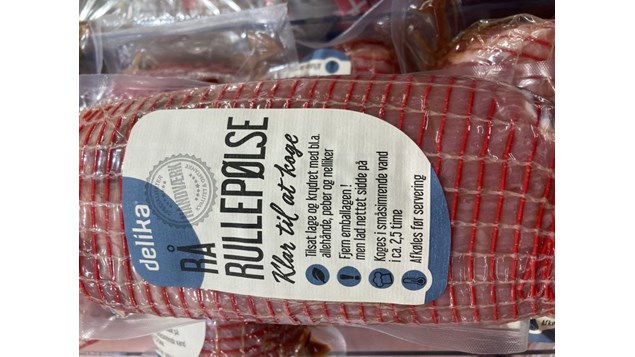 delika
HÅNDVÆRK
RÅ
RULLEPØLSE
Klar til at koge
Tilsat lage og krydret med bl.a.
allehånde, peber og nelliker
Fjern emballagen!
men lad nettet sidde på
Koges i småsimrende vand
i ca. 2,5 time
Afkøles før servering